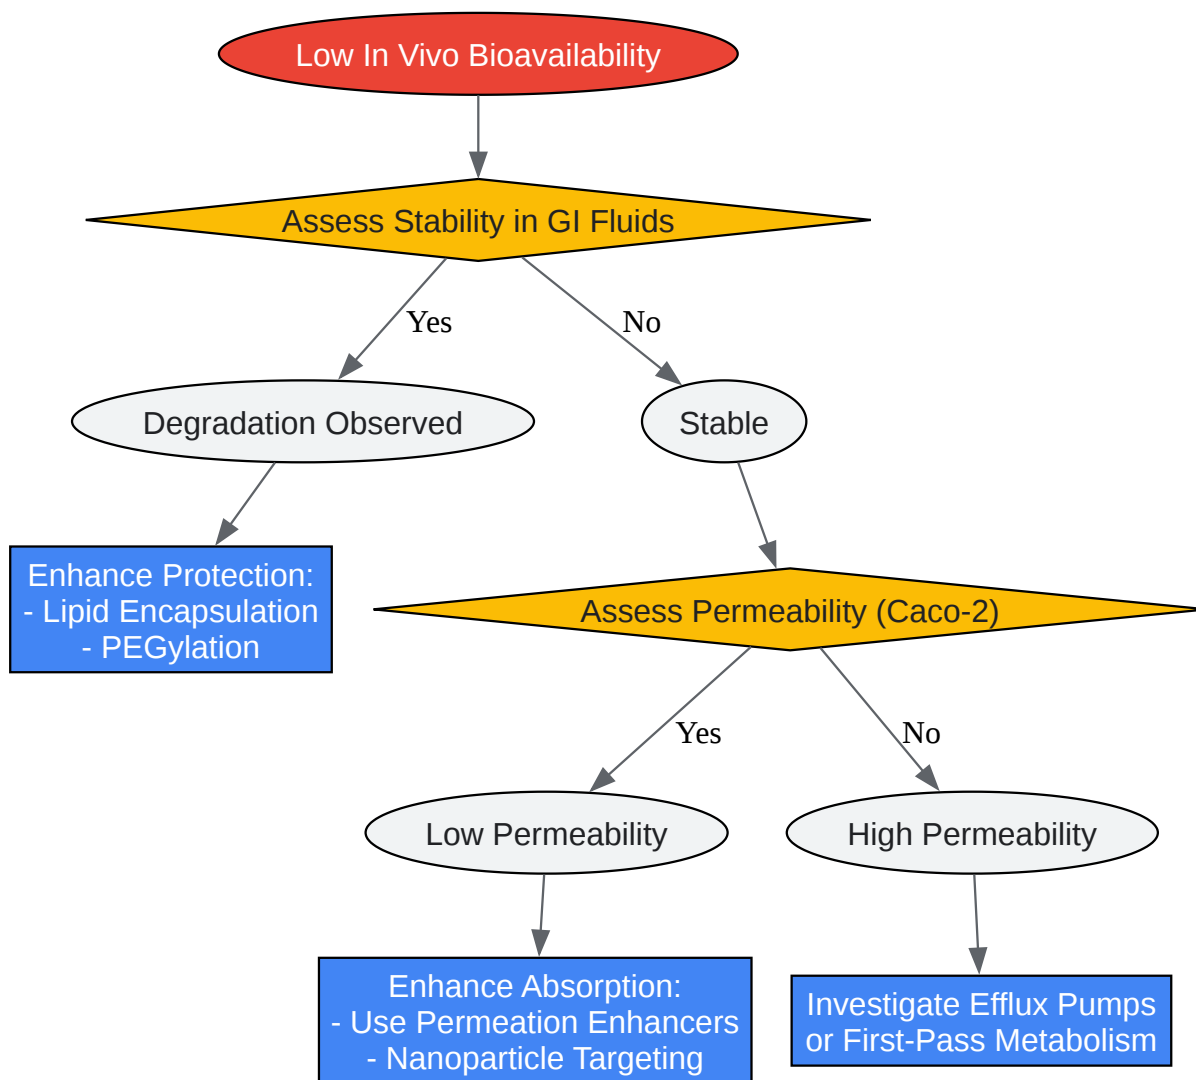 Low In Vivo Bioavailability
Assess Stability in GI Fluids
Yes
No
Degradation Observed
Stable
Enhance Protection:
- Lipid Encapsulation
- PEGylation
Assess Permeability (Caco-2)
Yes
No
Low Permeability
High Permeability
Enhance Absorption:
- Use Permeation Enhancers
- Nanoparticle Targeting
Investigate Efflux Pumps
or First-Pass Metabolism